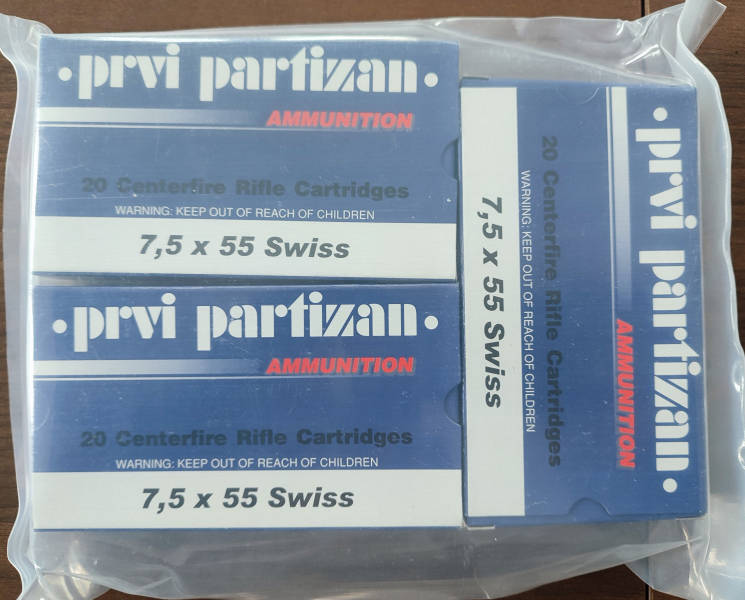 ·prvi partizan·
AMMUNITION
20 Centerfire Rifle Cartridges
WARNING: KEEP OUT OF REACH OF CHILDREN
7,5 x 55 Swiss
·prvi partizan·
AMMUNITION
20 Centerfire Rifle Cartridges
WARNING: KEEP OUT OF REACH OF CHILDREN
7,5 x 55 Swiss
·prvi partizan·
AMMUNITION
20 Centerfire Rifle Cartridges
WARNING: KEEP OUT OF REACH OF CHILDREN
7,5 x 55 Swiss